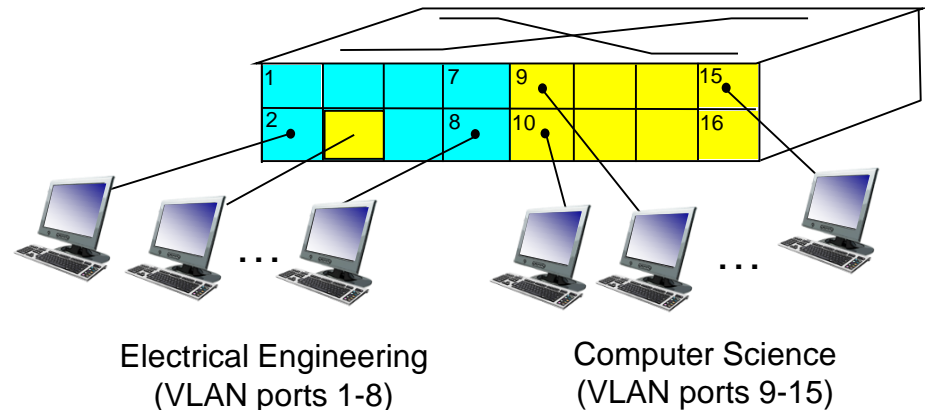 1 7 9 15
2 8 10 16
... ...
Electrical Engineering
(VLAN ports 1-8)
Computer Science
(VLAN ports 9-15)